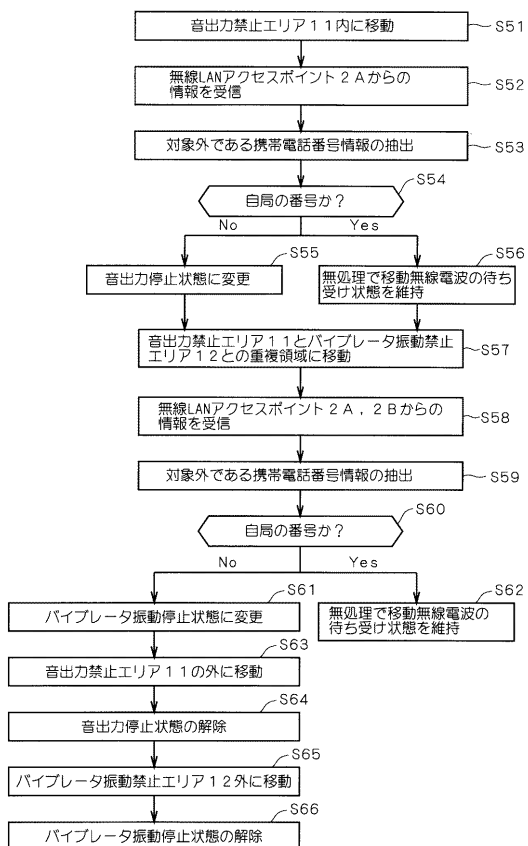 音出力禁止エリア11内に移動
S51
無線LANアクセスポイント2Aからの
情報を受信
S52
対象外である携帯電話番号情報の抽出
S53
S54
自局の番号か?
No
Yes
S55
S56
音出力停止状態に変更
無処理で移動無線電波の待ち
受け状態を維持
音出力禁止エリア11とバイブレータ振動禁止
エリア12との重複領域に移動
S57
無線LANアクセスポイント2A,2Bからの
情報を受信
S58
対象外である携帯電話番号情報の抽出
S59
S60
自局の番号か?
No
Yes
S61
S62
バイブレータ振動停止状態に変更
無処理で移動無線電波の
待ち受け状態を維持
S63
音出力禁止エリア11の外に移動
S64
音出力停止状態の解除
S65
バイブレータ振動禁止エリア12外に移動
S66
バイブレータ振動停止状態の解除